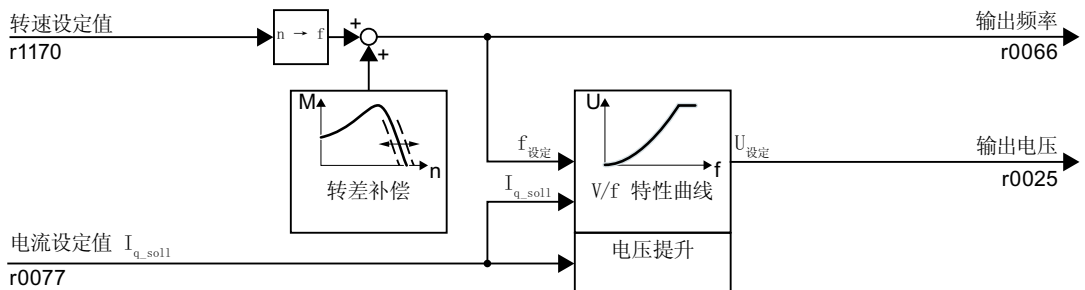 转速设定值
r1170
n → f
+
+
输出频率
r0066
M
n
转差补偿
U
f
f设定
Iq_soll
V/f 特性曲线
U设定
输出电压
r0025
电流设定值 Iq_soll
r0077
电压提升